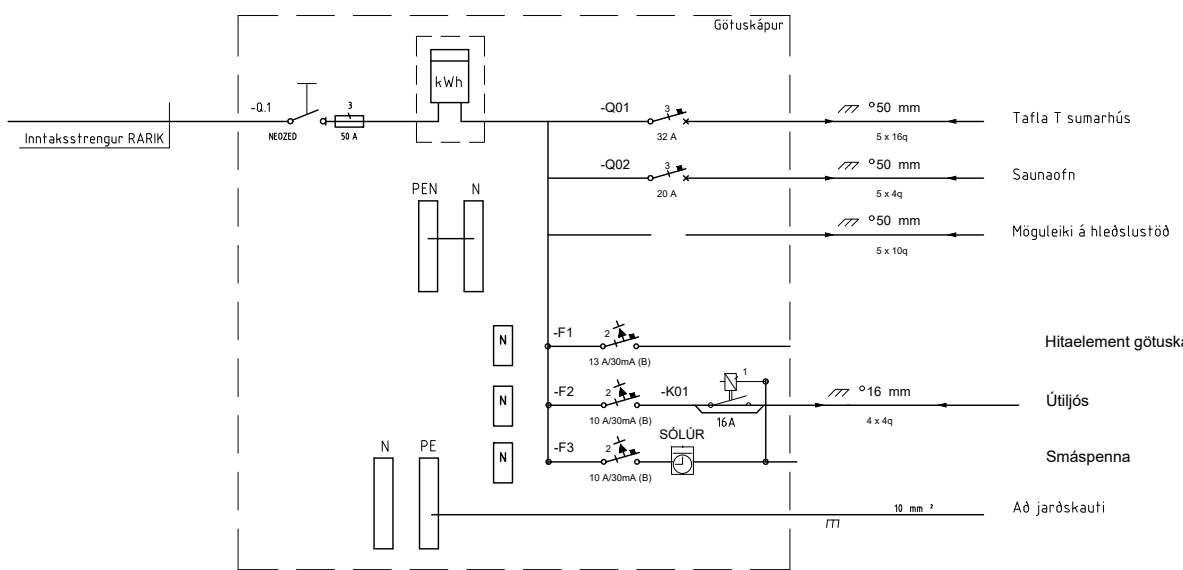 Götuskápur
kWh
-Q.1
3
NEOZED
50 A
Inntaksstrengur RARIK
-Q01
3
32 A
°50 mm
5 x 16q
Tafla T sumarhús
-Q02
3
20 A
°50 mm
5 x 4q
Saunaofn
PEN
N
°50 mm
5 x 10q
Möguleiki á hleðslustöð
N
-F1
2
13 A/30mA (B)
Hitaelement götuska
N
-F2
2
10 A/30mA (B)
-K01
1
16A
°16 mm
4 x 4q
Útiljós
N
-F3
2
10 A/30mA (B)
SÓLÚR
Smáspenna
N
PE
10 mm ²
Að jarðskauti